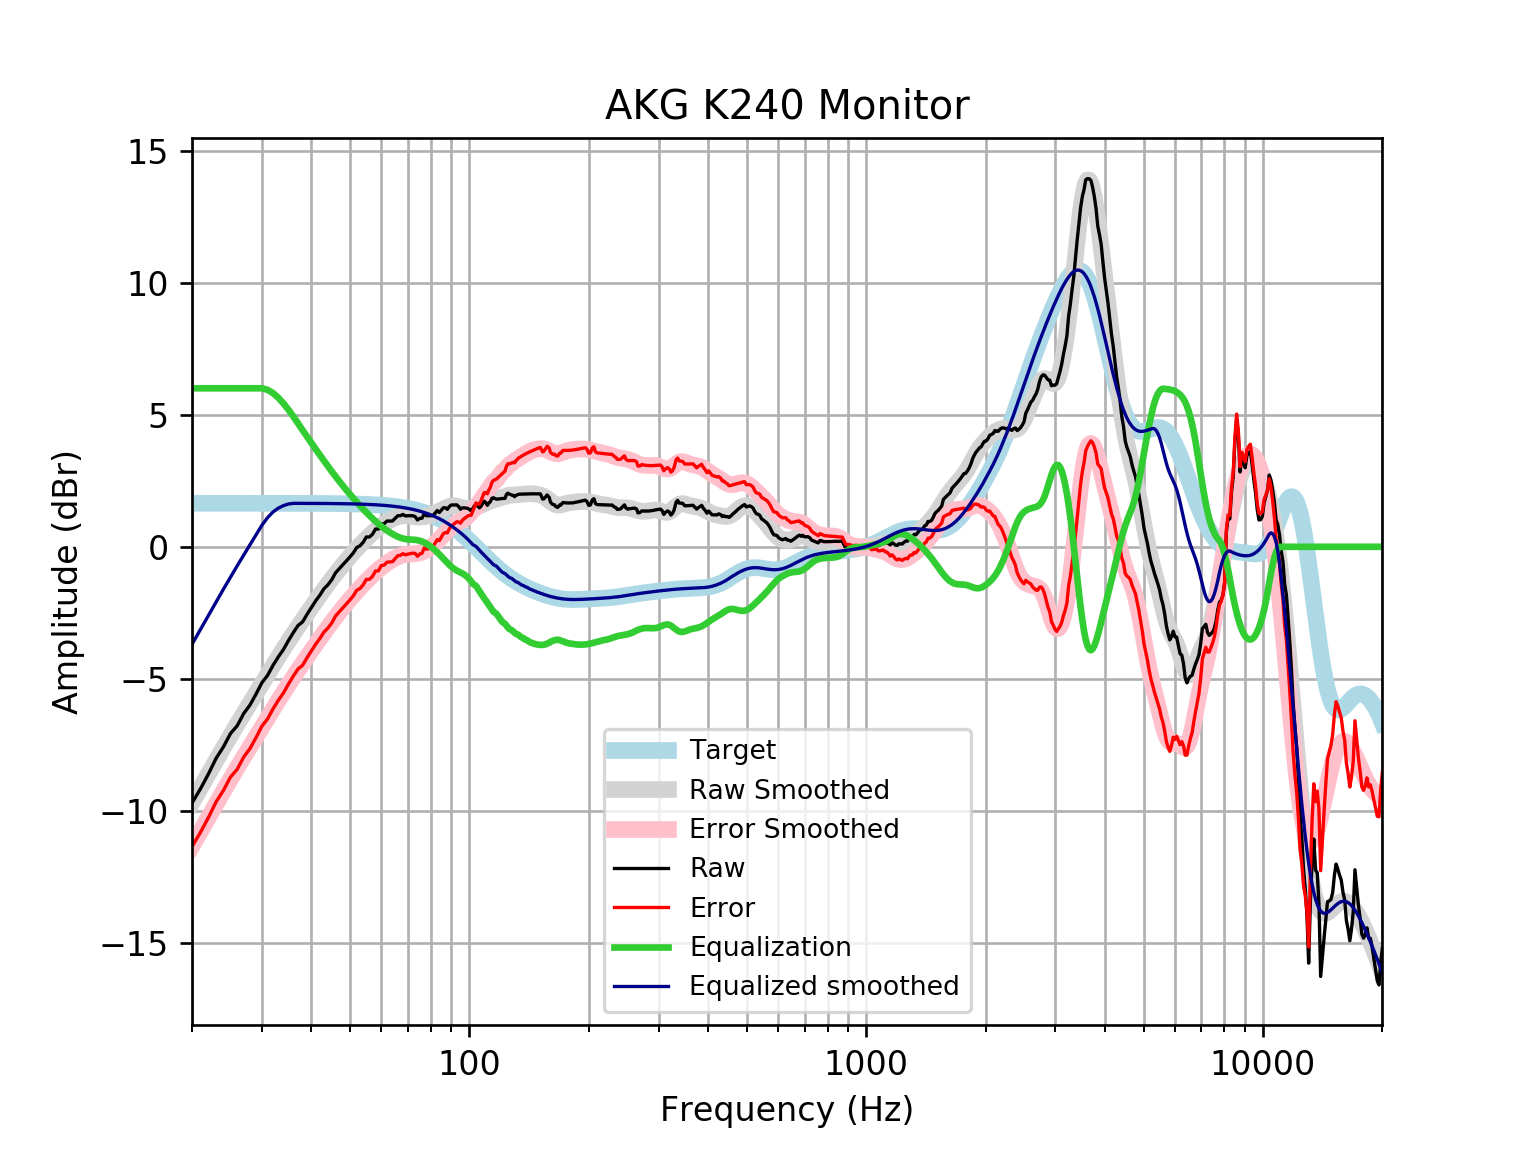 AKG K240 Monitor
15
10
5
0
−5
−10
−15
Amplitude (dBr)
Target
Raw Smoothed
Error Smoothed
Raw
Error
Equalization
Equalized smoothed
100
1000
10000
Frequency (Hz)